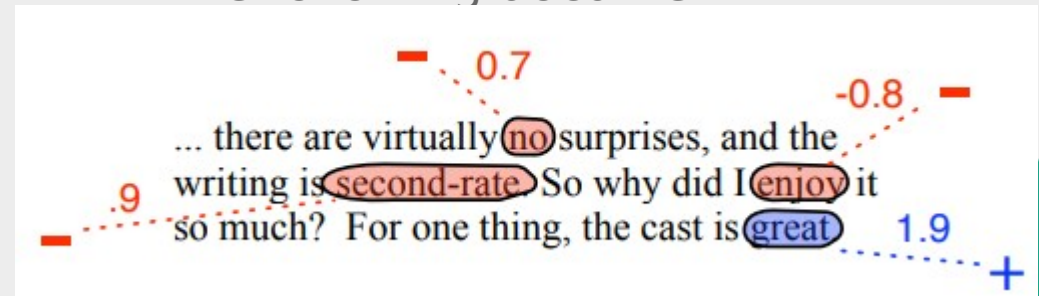 0.7
-0.8
... there are virtually no surprises, and the
writing is second-rate. So why did I enjoy it
.9
so much? For one thing, the cast is great
1.9
+